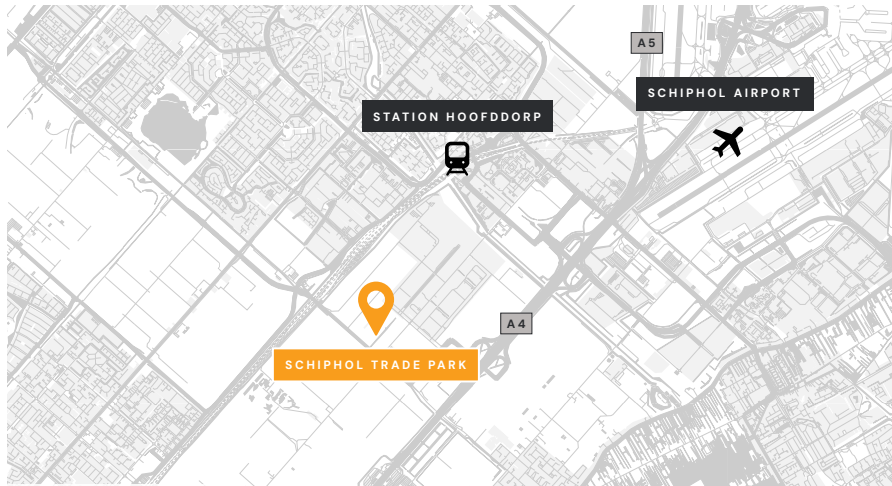 A5
SCHIPHOL AIRPORT
STATION HOOFDDORP
A4
SCHIPHOL TRADE PARK